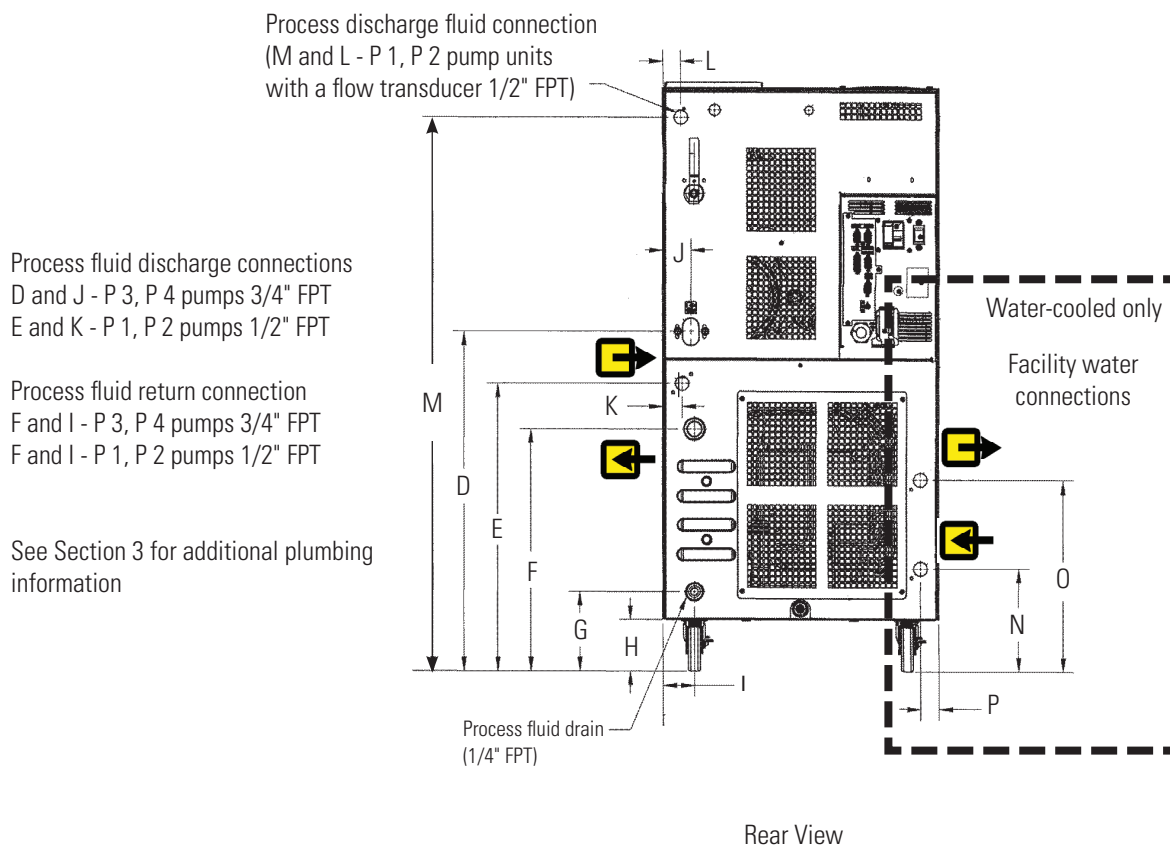 Process discharge fluid connection
(M and L - P 1, P 2 pump units
with a flow transducer 1/2" FPT)
L
J
Process fluid discharge connections
D and J - P 3, P 4 pumps 3/4" FPT
E and K - P 1, P 2 pumps 1/2" FPT
Water-cooled only
Facility water
connections
Process fluid return connection
F and I - P 3, P 4 pumps 3/4" FPT
F and I - P 1, P 2 pumps 1/2" FPT
M
K
D
E
F
See Section 3 for additional plumbing
information
O
N
G
H
I
P
Process fluid drain
(1/4" FPT)
Rear View